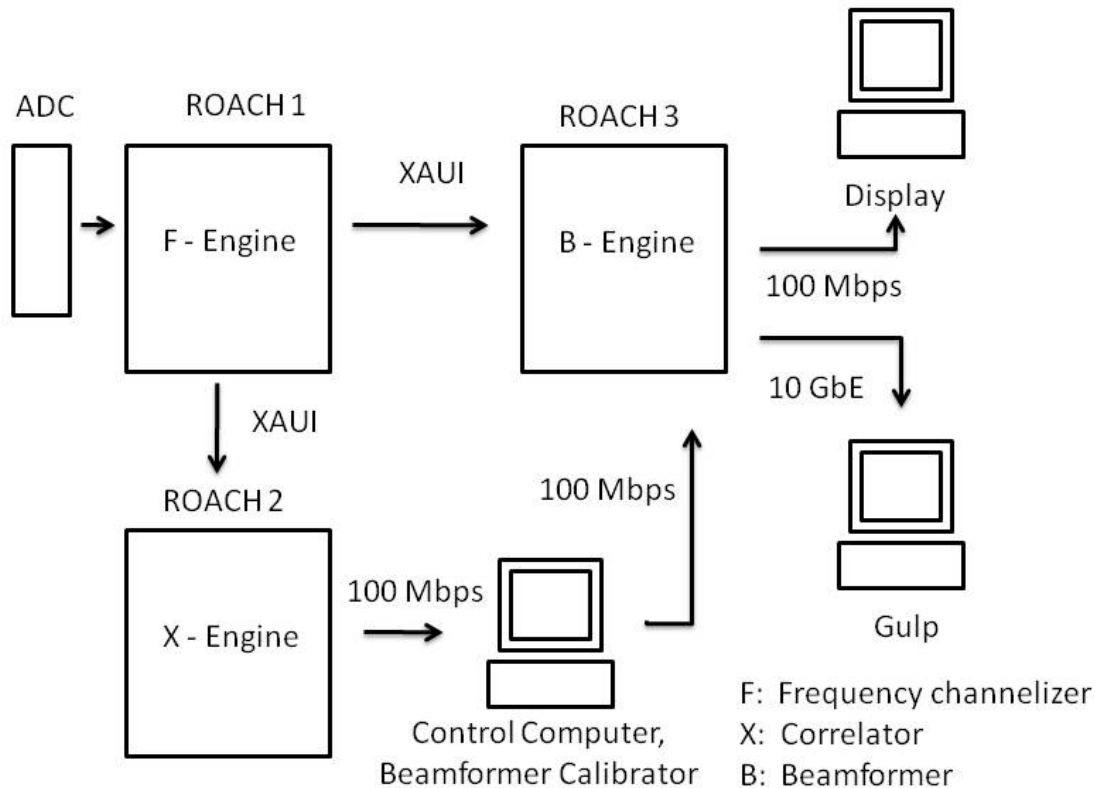 ADC
ROACH 1
F - Engine
XAUI
ROACH 3
B - Engine
Display
100 Mbps
10 GbE
Gulp
XAUI
ROACH 2
X - Engine
100 Mbps
Control Computer,
Beamformer Calibrator
100 Mbps
F: Frequency channelizer
X: Correlator
B: Beamformer